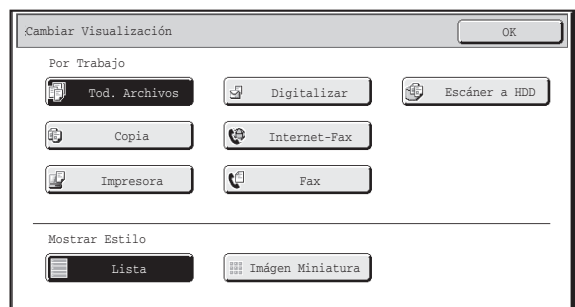 Cambiar Visualización
OK
Por Trabajo
Tod. Archivos
Digitalizar
Escáner a HDD
Copia
Internet-Fax
Impresora
Fax
Mostrar Estilo
Lista
Imágen Miniatura